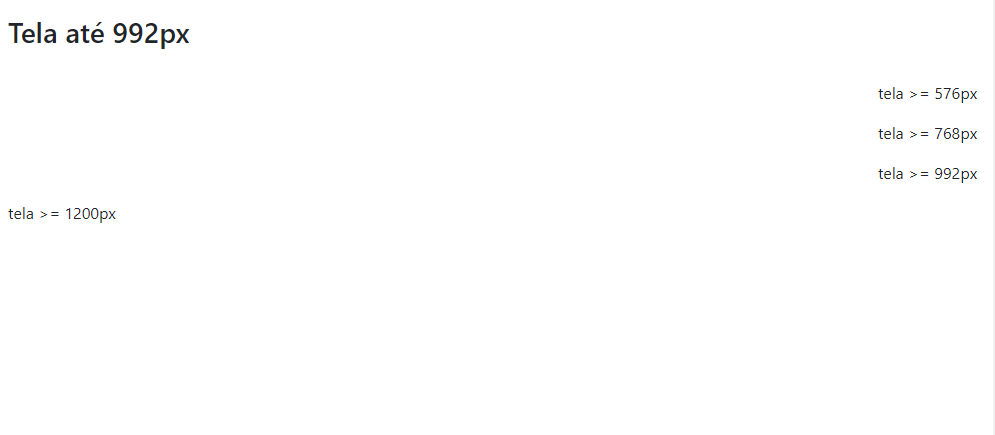 Tela até 992px
tela >= 576px
tela >= 768px
tela >= 992px
tela >= 1200px